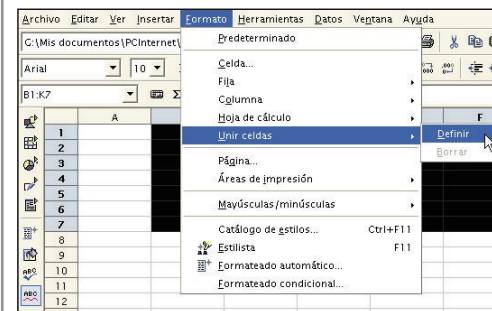 Archivo Editar Ver Insertar Formato Herramientas Datos Ventana Ayuda
G:\Mis documentos\PCInternet\
Predeterminado
Arial 10
Celda...
Fila
B1:K7 Σ
Columna
A F
Hoja de cálculo
1
Unir celdas Definir
2
Borrar
3
Página...
4
Áreas de impresión
5
6
Mayúsculas/minúsculas
7
8
Catálogo de estilos... Ctrl+F11
9
Estilista F11
10
Formateado automático...
11
Formateado condicional...
12
ABC
ABC